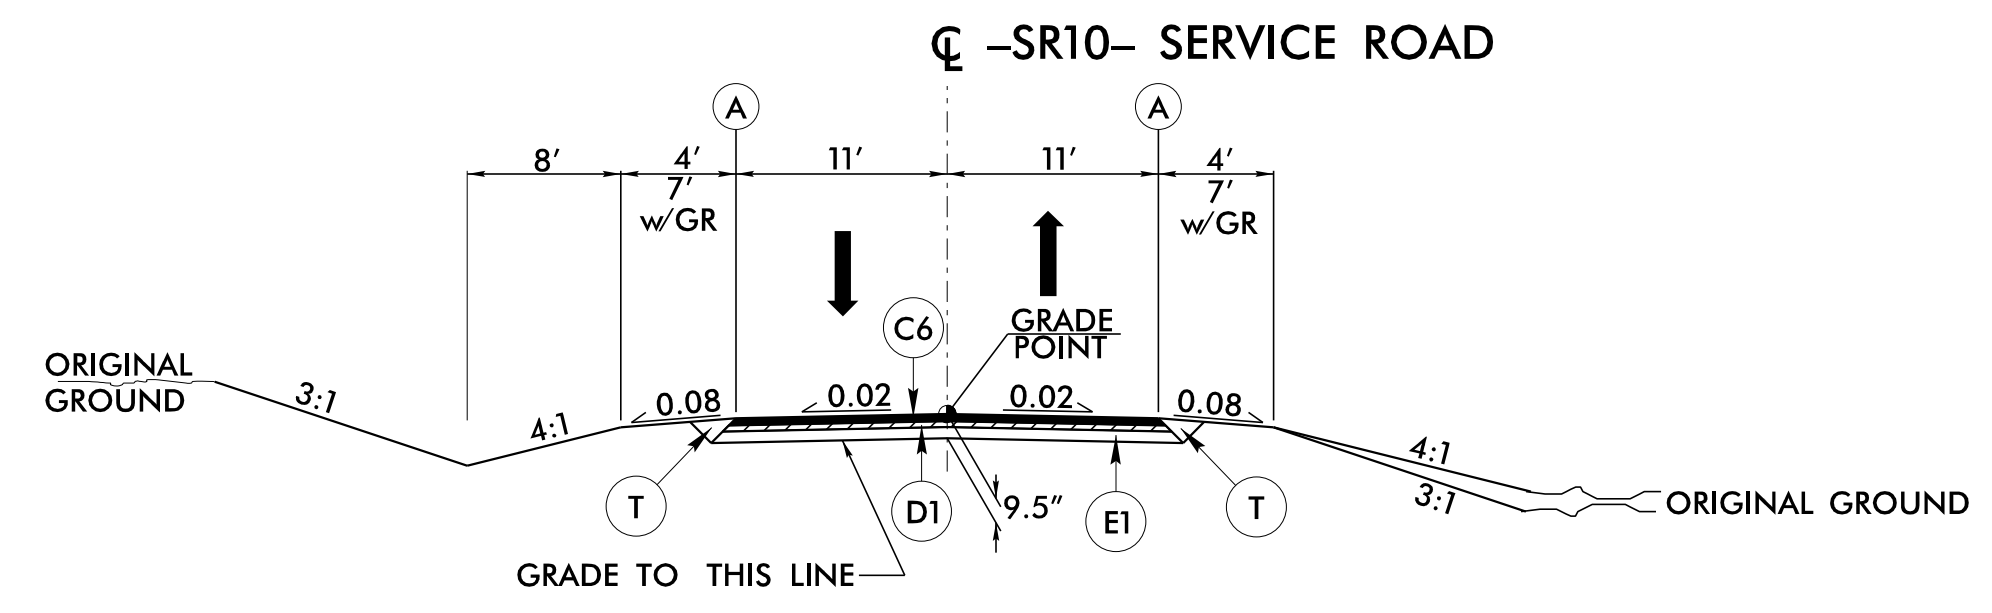 ℄ –SR10– SERVICE ROAD
A
A
8'
4'
11'
11'
4'
7'
w/GR
7'
w/GR
C6
GRADE
POINT
ORIGINAL
GROUND
3:1
4:1
0.08
0.02
0.02
0.08
4:1
3:1
T
D1
9.5"
E1
T
ORIGINAL GROUND
GRADE TO THIS LINE